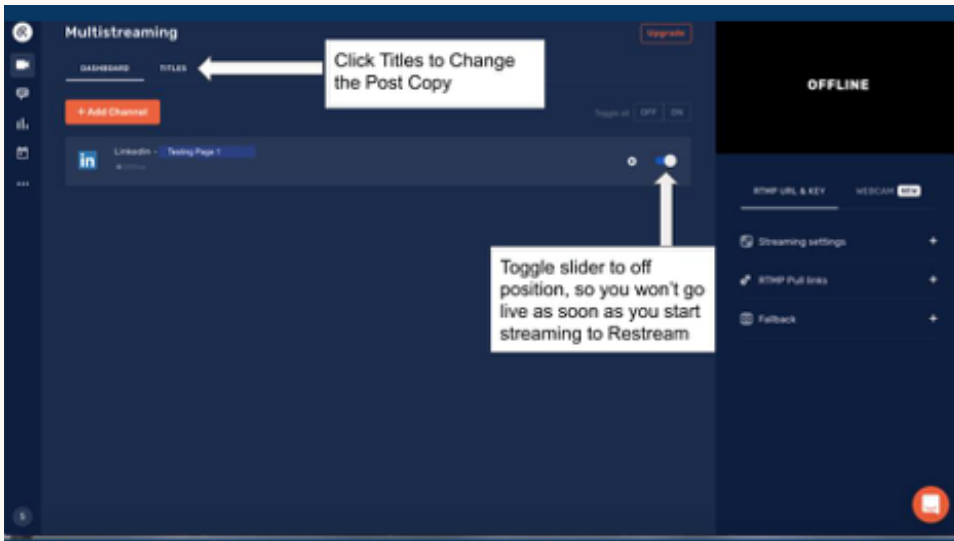 Multistreaming
Upgrade
DASHBOARD TITLES
Click Titles to Change
the Post Copy
OFFLINE
+ Add Channel
Toggle all OFF ON
in
LinkedIn - Testing Page 1
Offline
RTMP URL & KEY WEBCAM NEW
Toggle slider to off
position, so you won't go
live as soon as you start
streaming to Restream
Streaming settings +
RTMP Pull links +
Fallback +
S